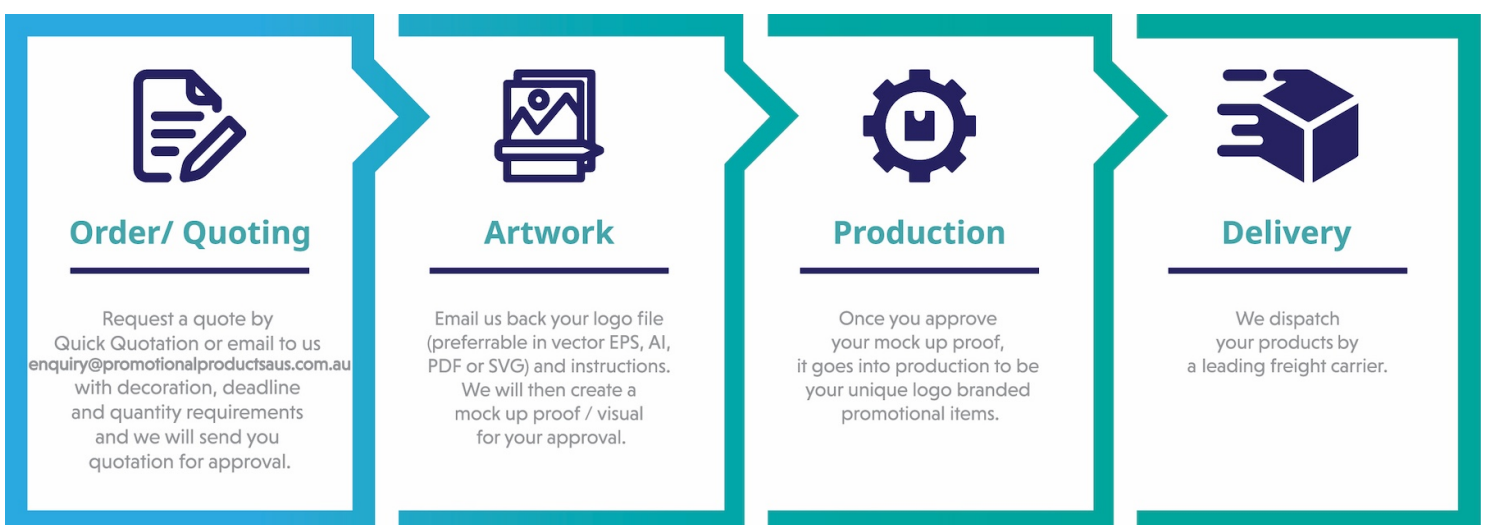 Order/ Quoting
Request a quote by
Quick Quotation or email to us
enquiry@promotionalproductsaus.com.au
with decoration, deadline
and quantity requirements
and we will send you
quotation for approval.
Artwork
Email us back your logo file
(preferrable in vector EPS, AI,
PDF or SVG) and instructions.
We will then create a
mock up proof / visual
for your approval.
Production
Once you approve
your mock up proof,
it goes into production to be
your unique logo branded
promotional items.
Delivery
We dispatch
your products by
a leading freight carrier.